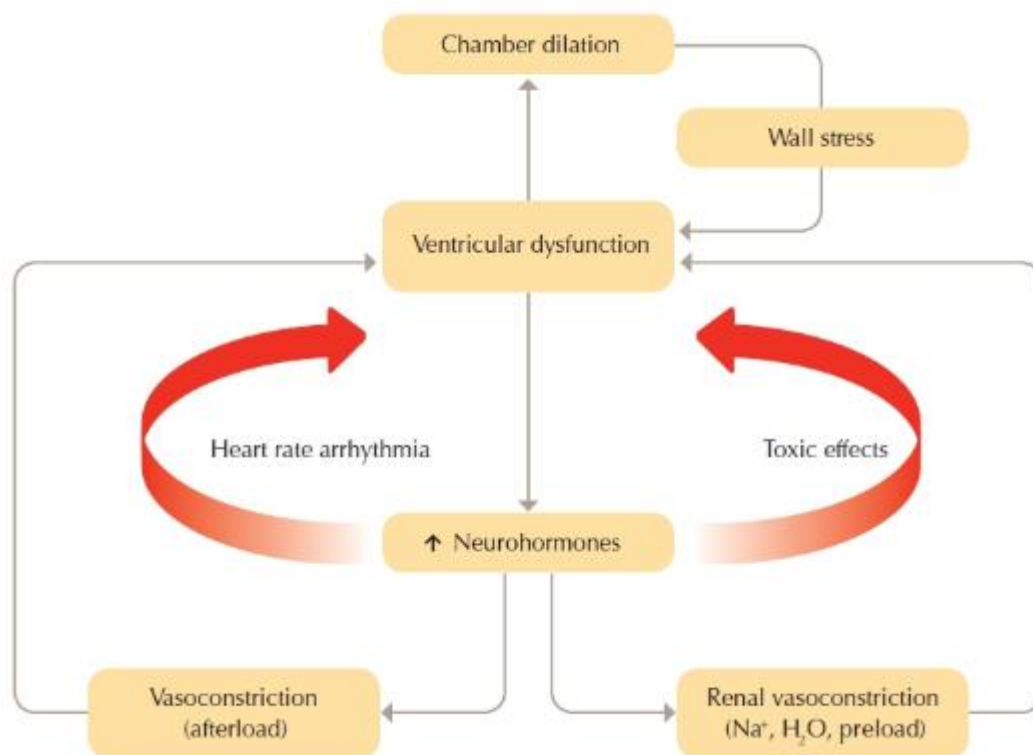 Chamber dilation
Wall stress
Ventricular dysfunction
Heart rate arrhythmia
Toxic effects
↑ Neurohormones
Vasoconstriction
(afterload)
Renal vasoconstriction
(Na⁺, H₂O, preload)